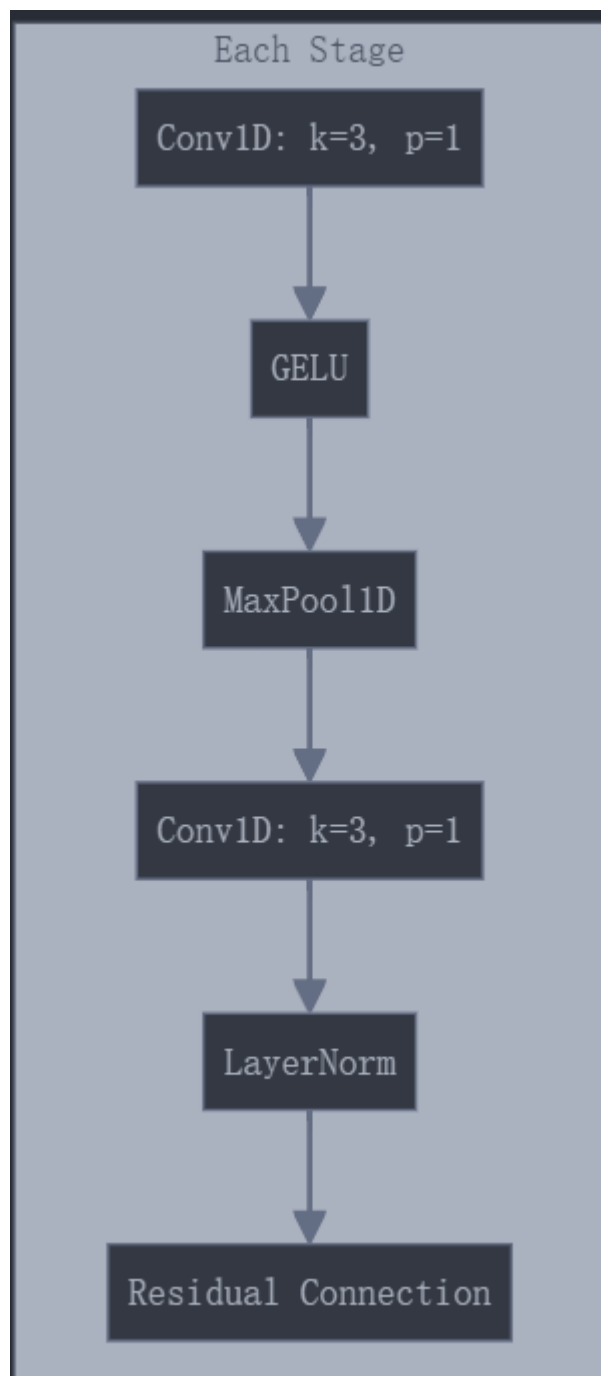 Each Stage
Conv1D: k=3, p=1
GELU
MaxPool1D
Conv1D: k=3, p=1
LayerNorm
Residual Connection